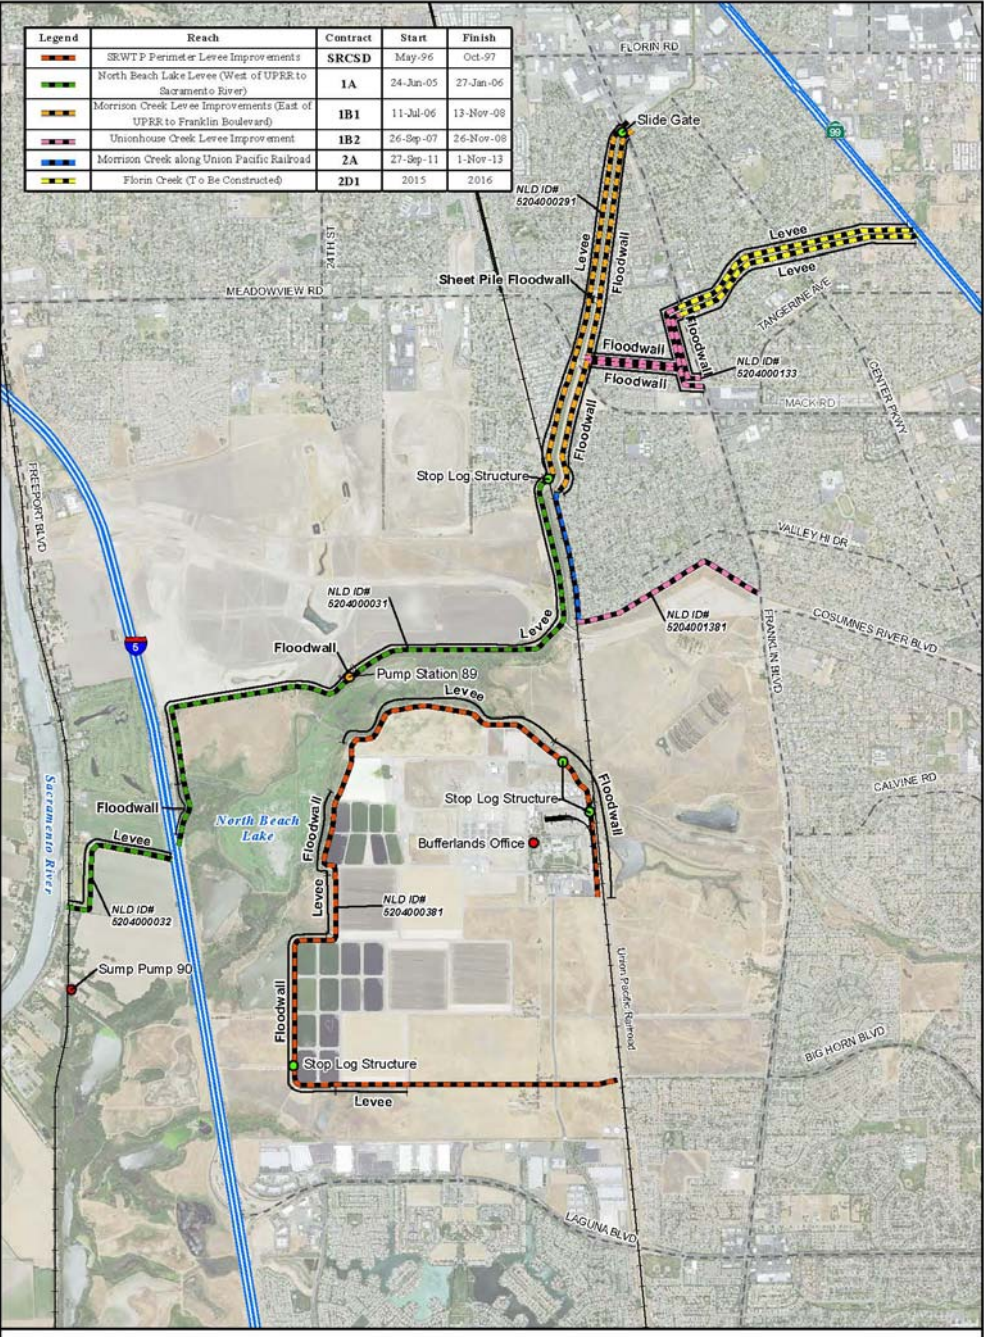 Legend Reach Contract Start Finish
SRWTP Perimeter Levee Improvements SRCSD May-96 Oct-97
North Beach Lake Levee (West of UPRR to
Sacramento River) 1A 24-Jun-05 27-Jan-06
Morrison Creek Levee Improvements (East of
UPRR to Franklin Boulevard) 1B1 11-Jul-06 13-Nov-08
Unionhouse Creek Levee Improvement 1B2 26-Sep-07 26-Nov-08
Morrison Creek along Union Pacific Railroad 2A 27-Sep-11 1-Nov-13
Florin Creek (To Be Constructed) 2D1 2015 2016
FLORIN RD
99
Slide Gate
NLD ID#
5204000291
Levee
Floodwall
Levee
Levee
24TH ST
Sheet Pile Floodwall
MEADOWVIEW RD
TANGERINE AVE
Floodwall
Floodwall
Floodwall
NLD ID#
5204000133
CENTER PKWY
MACK RD
Floodwall
Stop Log Structure
FREEPORT BLVD
VALLEY HI DR
NLD ID#
5204000031
NLD ID#
5204001381
COSUMNES RIVER BLVD
Levee
FRANKLIN BLVD
5
Floodwall
Pump Station 89
Levee
CALVINE RD
Stop Log Structure
Floodwall
Floodwall
North Beach
Lake
Floodwall
Sacramento River
Levee
Bufferlands Office
Levee
NLD ID#
5204000032
NLD ID#
5204000381
Sump Pump 90
Union Pacific Railroad
Floodwall
BIG HORN BLVD
Stop Log Structure
Levee
LAGUNA BLVD